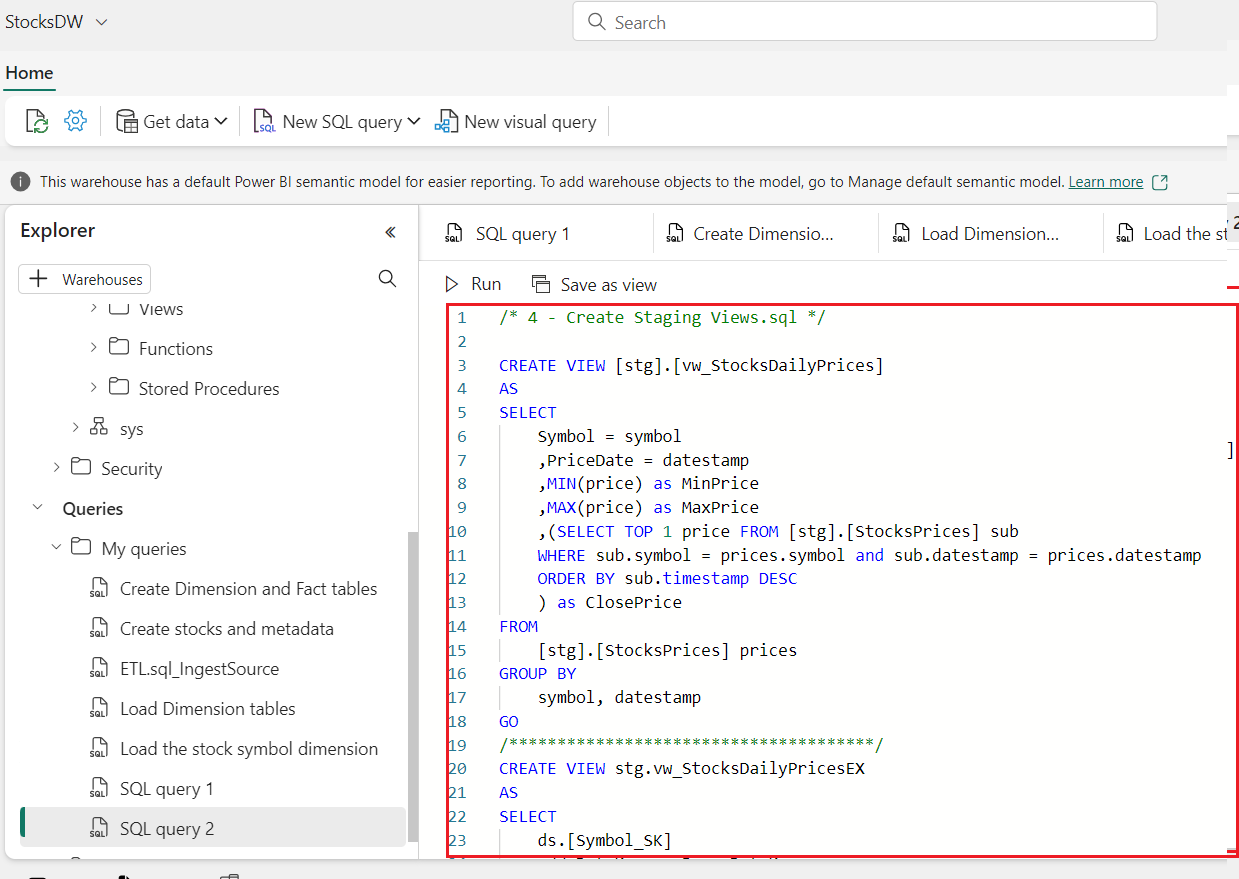 StocksDW
Search
Home
Get data
New SQL query
New visual query
This warehouse has a default Power BI semantic model for easier reporting. To add warehouse objects to the model, go to Manage default semantic model. Learn more
Explorer
Warehouses
Views
Functions
Stored Procedures
sys
Security
Queries
My queries
Create Dimension and Fact tables
Create stocks and metadata
ETL.sql_IngestSource
Load Dimension tables
Load the stock symbol dimension
SQL query 1
SQL query 2
SQL query 1
Create Dimensio...
Load Dimension...
Load the st
Run
Save as view
1 /* 4 - Create Staging Views.sql */
2
3 CREATE VIEW [stg].[vw_StocksDailyPrices]
4 AS
5 SELECT
6 Symbol = symbol
7 ,PriceDate = datestamp
8 ,MIN(price) as MinPrice
9 ,MAX(price) as MaxPrice
10 ,(SELECT TOP 1 price FROM [stg].[StocksPrices] sub
11 WHERE sub.symbol = prices.symbol and sub.datestamp = prices.datestamp
12 ORDER BY sub.timestamp DESC
13 ) as ClosePrice
14 FROM
15 [stg].[StocksPrices] prices
16 GROUP BY
17 symbol, datestamp
18 GO
19 /**************************************/
20 CREATE VIEW stg.vw_StocksDailyPricesEX
21 AS
22 SELECT
23 ds.[Symbol_SK]